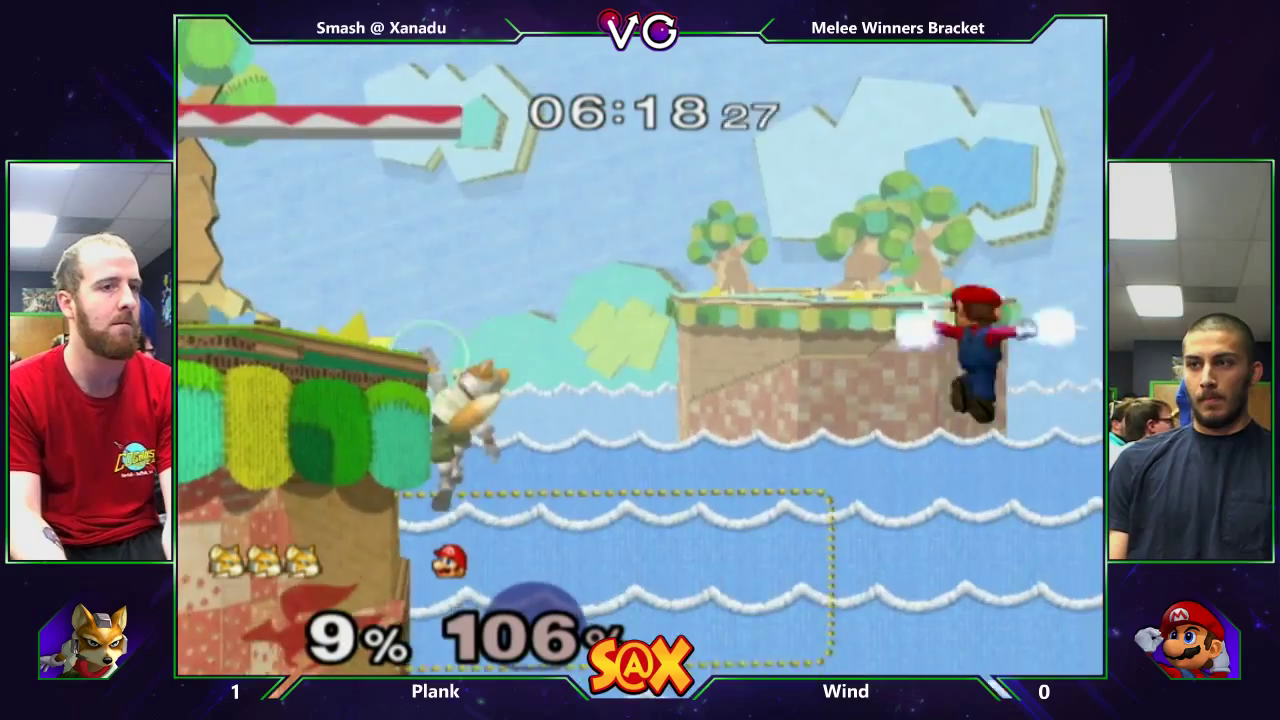 Smash @ Xanadu
VG
Melee Winners Bracket
06:18 27
9%
106%
S@X
1
Plank
Wind
0